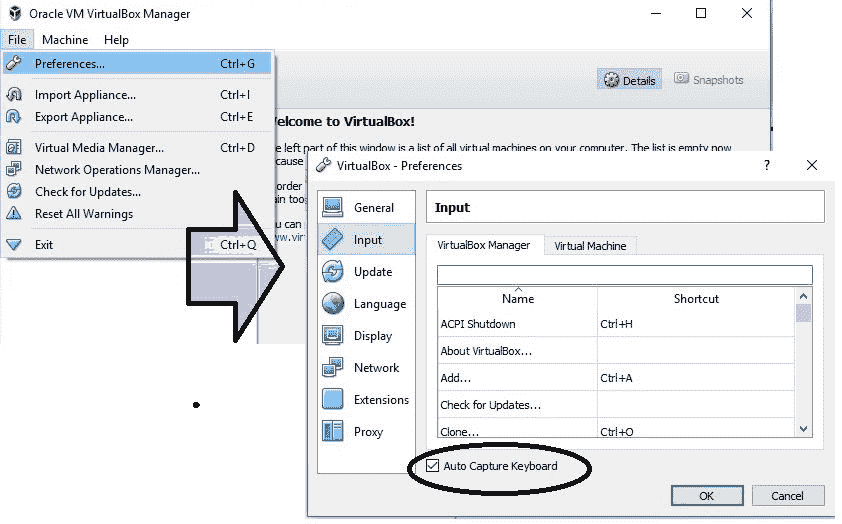 Oracle VM VirtualBox Manager
File Machine Help
Preferences... Ctrl+G
Import Appliance... Ctrl+I
Export Appliance... Ctrl+E
Virtual Media Manager... Ctrl+D
Network Operations Manager...
Check for Updates...
Reset All Warnings
Exit Ctrl+Q
Details Snapshots
elcome to VirtualBox!
e left part of this window is a list of all virtual machines on your computer. The list is empty now
cause
order
ain too
u can
www.virt
VirtualBox - Preferences
General
Input
Update
Language
Display
Network
Extensions
Proxy
Input
VirtualBox Manager Virtual Machine
Name Shortcut
ACPI Shutdown Ctrl+H
About VirtualBox...
Add... Ctrl+A
Check for Updates...
Clone... Ctrl+O
Auto Capture Keyboard
OK Cancel